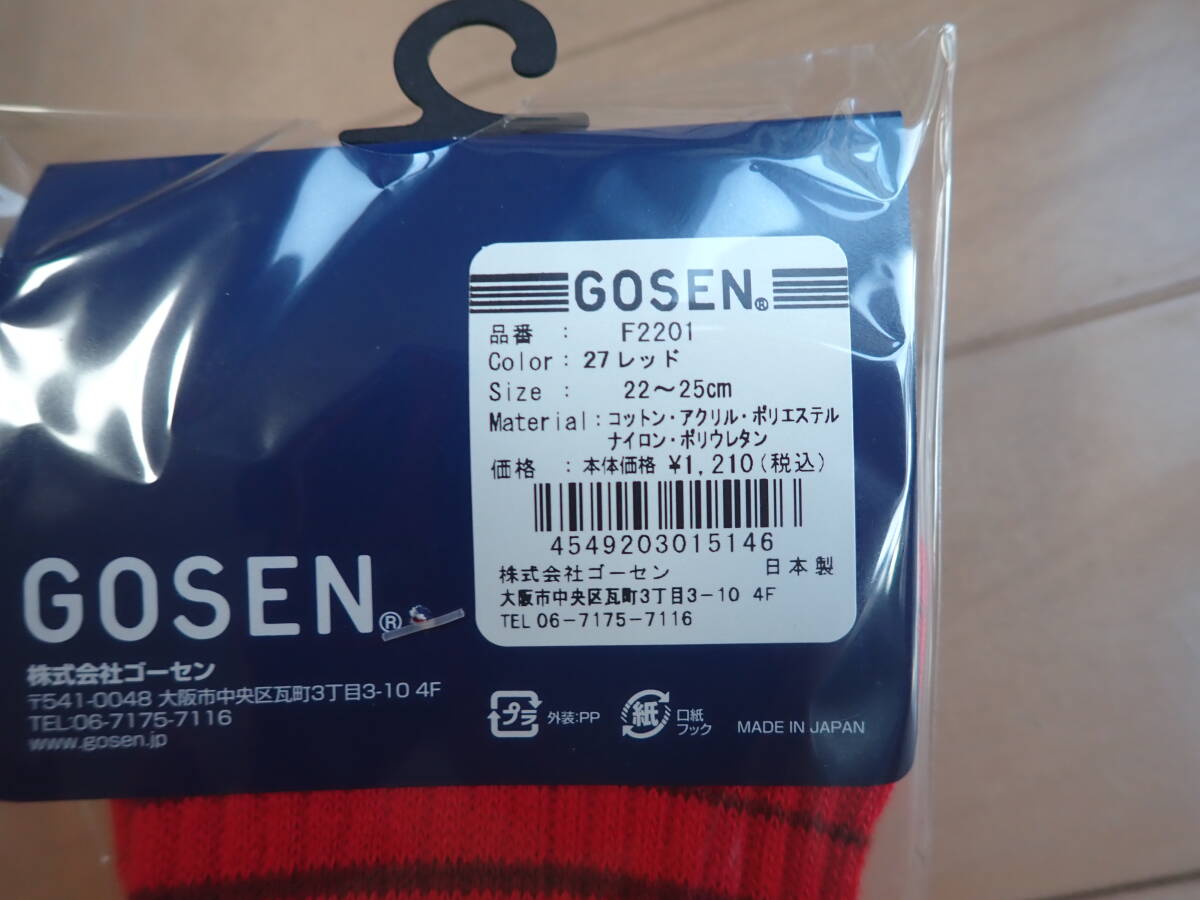 GOSEN®
品番 : F2201
Color : 27レッド
Size : 22〜25cm
Material : コットン・アクリル・ポリエステル
ナイロン・ポリウレタン
価格 : 本体価格 ¥1,210(税込)
4549203015146
株式会社ゴーセン 日本製
大阪市中央区瓦町3丁目3-10 4F
TEL 06-7175-7116
GOSEN®
株式会社ゴーセン
〒541-0048 大阪市中央区瓦町3丁目3-10 4F
TEL:06-7175-7116
www.gosen.jp
プラ 外装:PP
紙 口紙
フック
MADE IN JAPAN